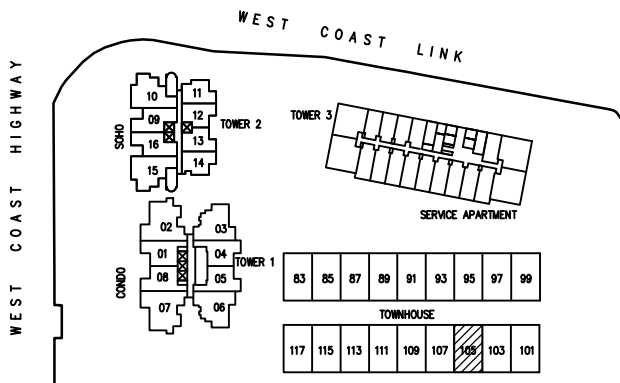 WEST COAST LINK
WEST COAST HIGHWAY
10 11
09 12
16 13
15 14
SOHO
TOWER 2
TOWER 3
SERVICE APARTMENT
02 03
01 04
08 05
07 06
CONDO
TOWER 1
83 85 87 89 91 93 95 97 99
TOWNHOUSE
117 115 113 111 109 107 105 103 101